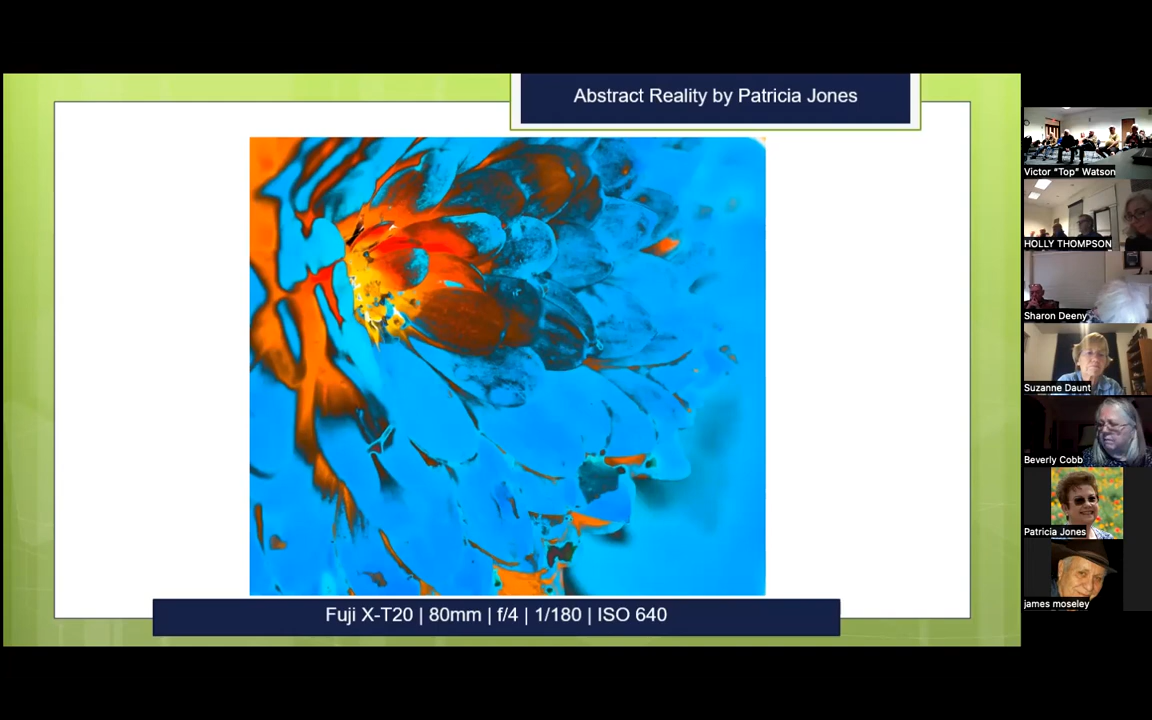 Abstract Reality by Patricia Jones
Fuji X-T20 | 80mm | f/4 | 1/180 | ISO 640
Victor “Top” Watson
HOLLY THOMPSON
Sharon Deeny
Suzanne Daunt
Beverly Cobb
Patricia Jones
james moseley